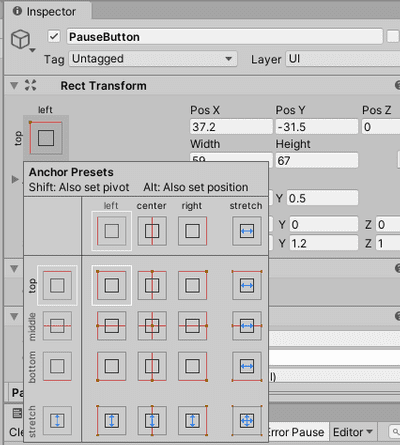 Inspector
PauseButton
Tag Untagged Layer UI
Rect Transform
left
top
Pos X Pos Y Pos Z
37.2 -31.5 0
Width Height
59 67
Anchor Presets
Shift: Also set pivot Alt: Also set position
Y 0.5
left center right stretch
Y 0 Z 0
Y 1.2 Z 1
top
middle
bottom
stretch
l)
Pa
Cle
Error Pause Editor